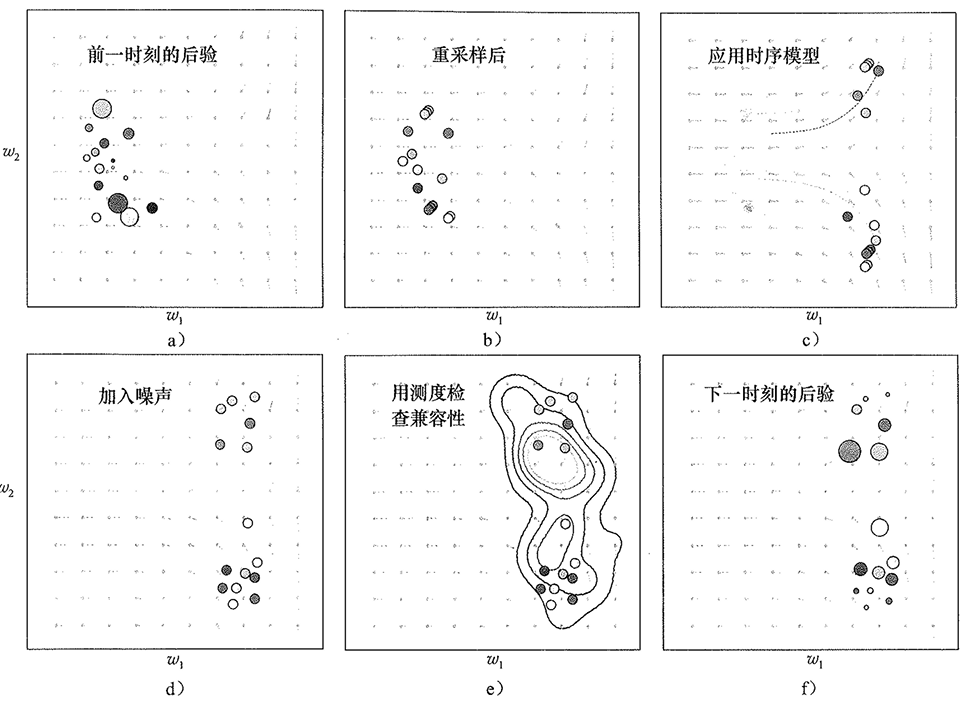 前一时刻的后验
重采样后
应用时序模型
w2
w1
w1
w1
a）
b）
c）
加入噪声
用测度检
查兼容性
下一时刻的后验
w2
w1
w1
w1
d）
e）
f）